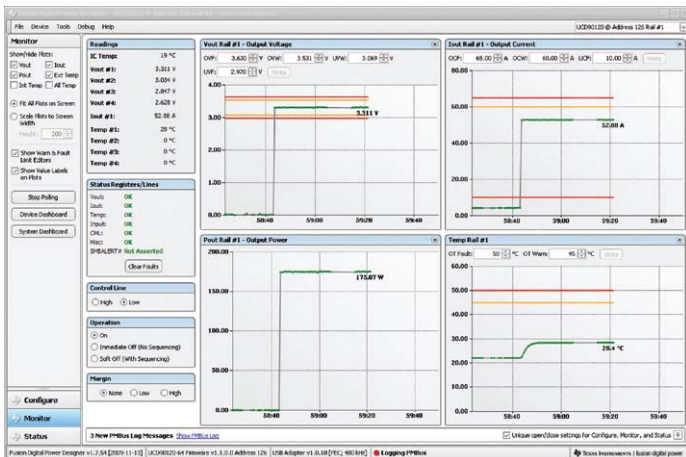 File Device Tools Debug Help
UCD90120 @ Address 126 Rail #1
Monitor
Show/Hide Plots:
Vout Iout
Pout Ext Temp
Int Temp All Temp
Fit All Plots on Screen
Scale Plots to Screen Width
Height: 200
Show Warn & Fault Limit Editors
Show Value Labels on Plots
Stop Polling
Device Dashboard
System Dashboard
Configure
Monitor
Status
Readings
IC Temp: 19 °C
Vout #1: 3.311 V
Vout #2: 3.034 V
Vout #3: 2.847 V
Vout #4: 2.628 V
Iout #1: 52.88 A
Temp #1: 28 °C
Temp #2: 0 °C
Temp #3: 0 °C
Temp #4: 0 °C
Status Registers/Lines
Vout: OK
Iout: OK
Temp: OK
Input: OK
CML: OK
Misc: OK
SMBALERT# Not Asserted
Clear Faults
Control Line
High Low
Operation
On
Immediate Off (No Sequencing)
Soft Off (With Sequencing)
Margin
None Low High
Vout Rail #1 - Output Voltage
OVF: 3.630 V OVW: 3.531 V UVW: 3.069 V
UVF: 2.970 V Write
4.00
3.00
2.00
1.00
0.00
3.311 V
58:40 59:00 59:20 59:40
Iout Rail #1 - Output Current
OCF: 65.00 A OCW: 60.00 A UCF: 10.00 A Write
80.00
60.00
40.00
20.00
0.00
52.88 A
58:40 59:00 59:20 59:40
Pout Rail #1 - Output Power
200.00
150.00
100.00
50.00
0.00
175.07 W
58:40 59:00 59:20 59:40
Temp Rail #1
OT Fault: 50 °C OT Warn: 45 °C Write
60.00
50.00
40.00
30.00
20.00
10.00
0.00
28.4 °C
58:40 59:00 59:20 59:40
3 New PMBus Log Messages Show PMBus Log
Unique open/close settings for Configure, Monitor, and Status
Fusion Digital Power Designer v1.7.54 [2009-11-13] UCD90120-64 Firmware v1.1.0.0 Address 126 USB Adapter v1.0.10 [PEC; 400 kHz] Logging PMBus TEXAS INSTRUMENTS | fusion digital power